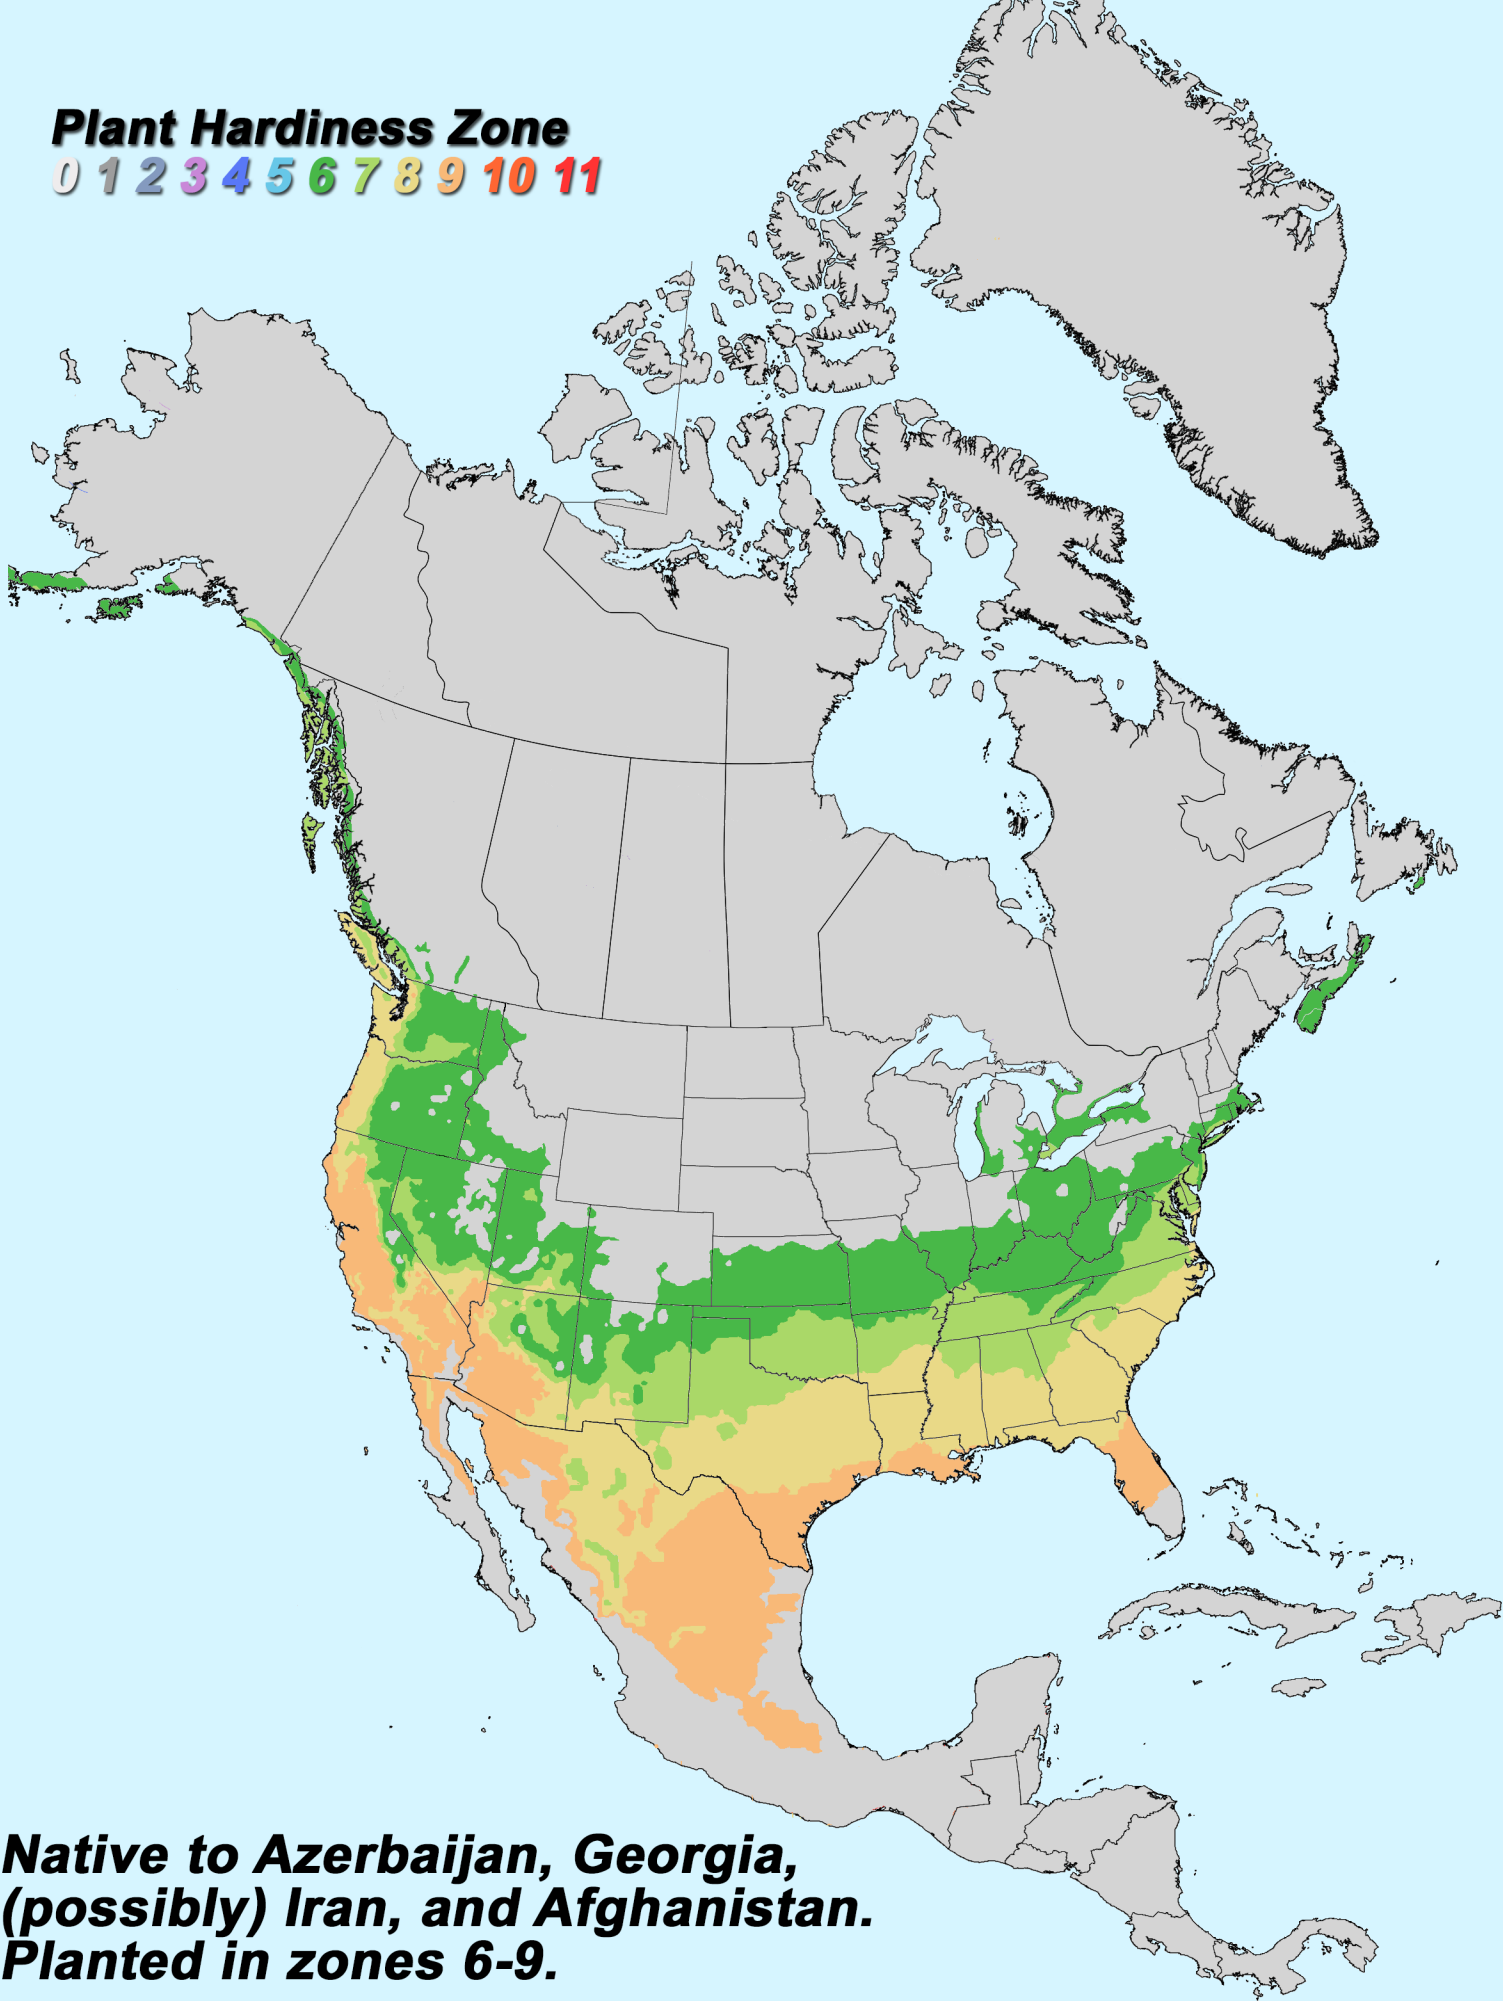 Plant Hardiness Zone
0 1 2 3 4 5 6 7 8 9 10 11
Native to Azerbaijan, Georgia,
(possibly) Iran, and Afghanistan.
Planted in zones 6-9.